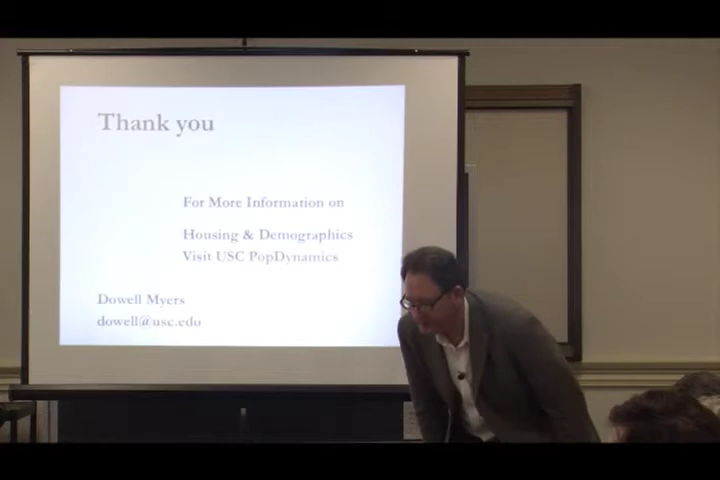 Thank you
For More Information on
Housing & Demographics
Visit USC PopDynamics
Dowell Myers
dowell@usc.edu